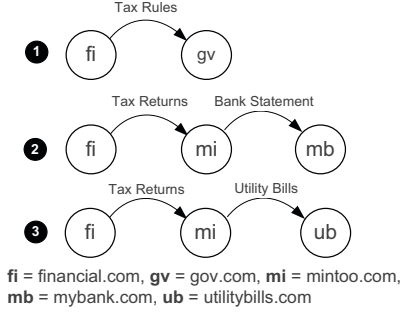 Tax Rules
1 fi gv
Tax Returns Bank Statement
2 fi mi mb
Tax Returns Utility Bills
3 fi mi ub
fi = financial.com, gv = gov.com, mi = mintoo.com,
mb = mybank.com, ub = utilitybills.com